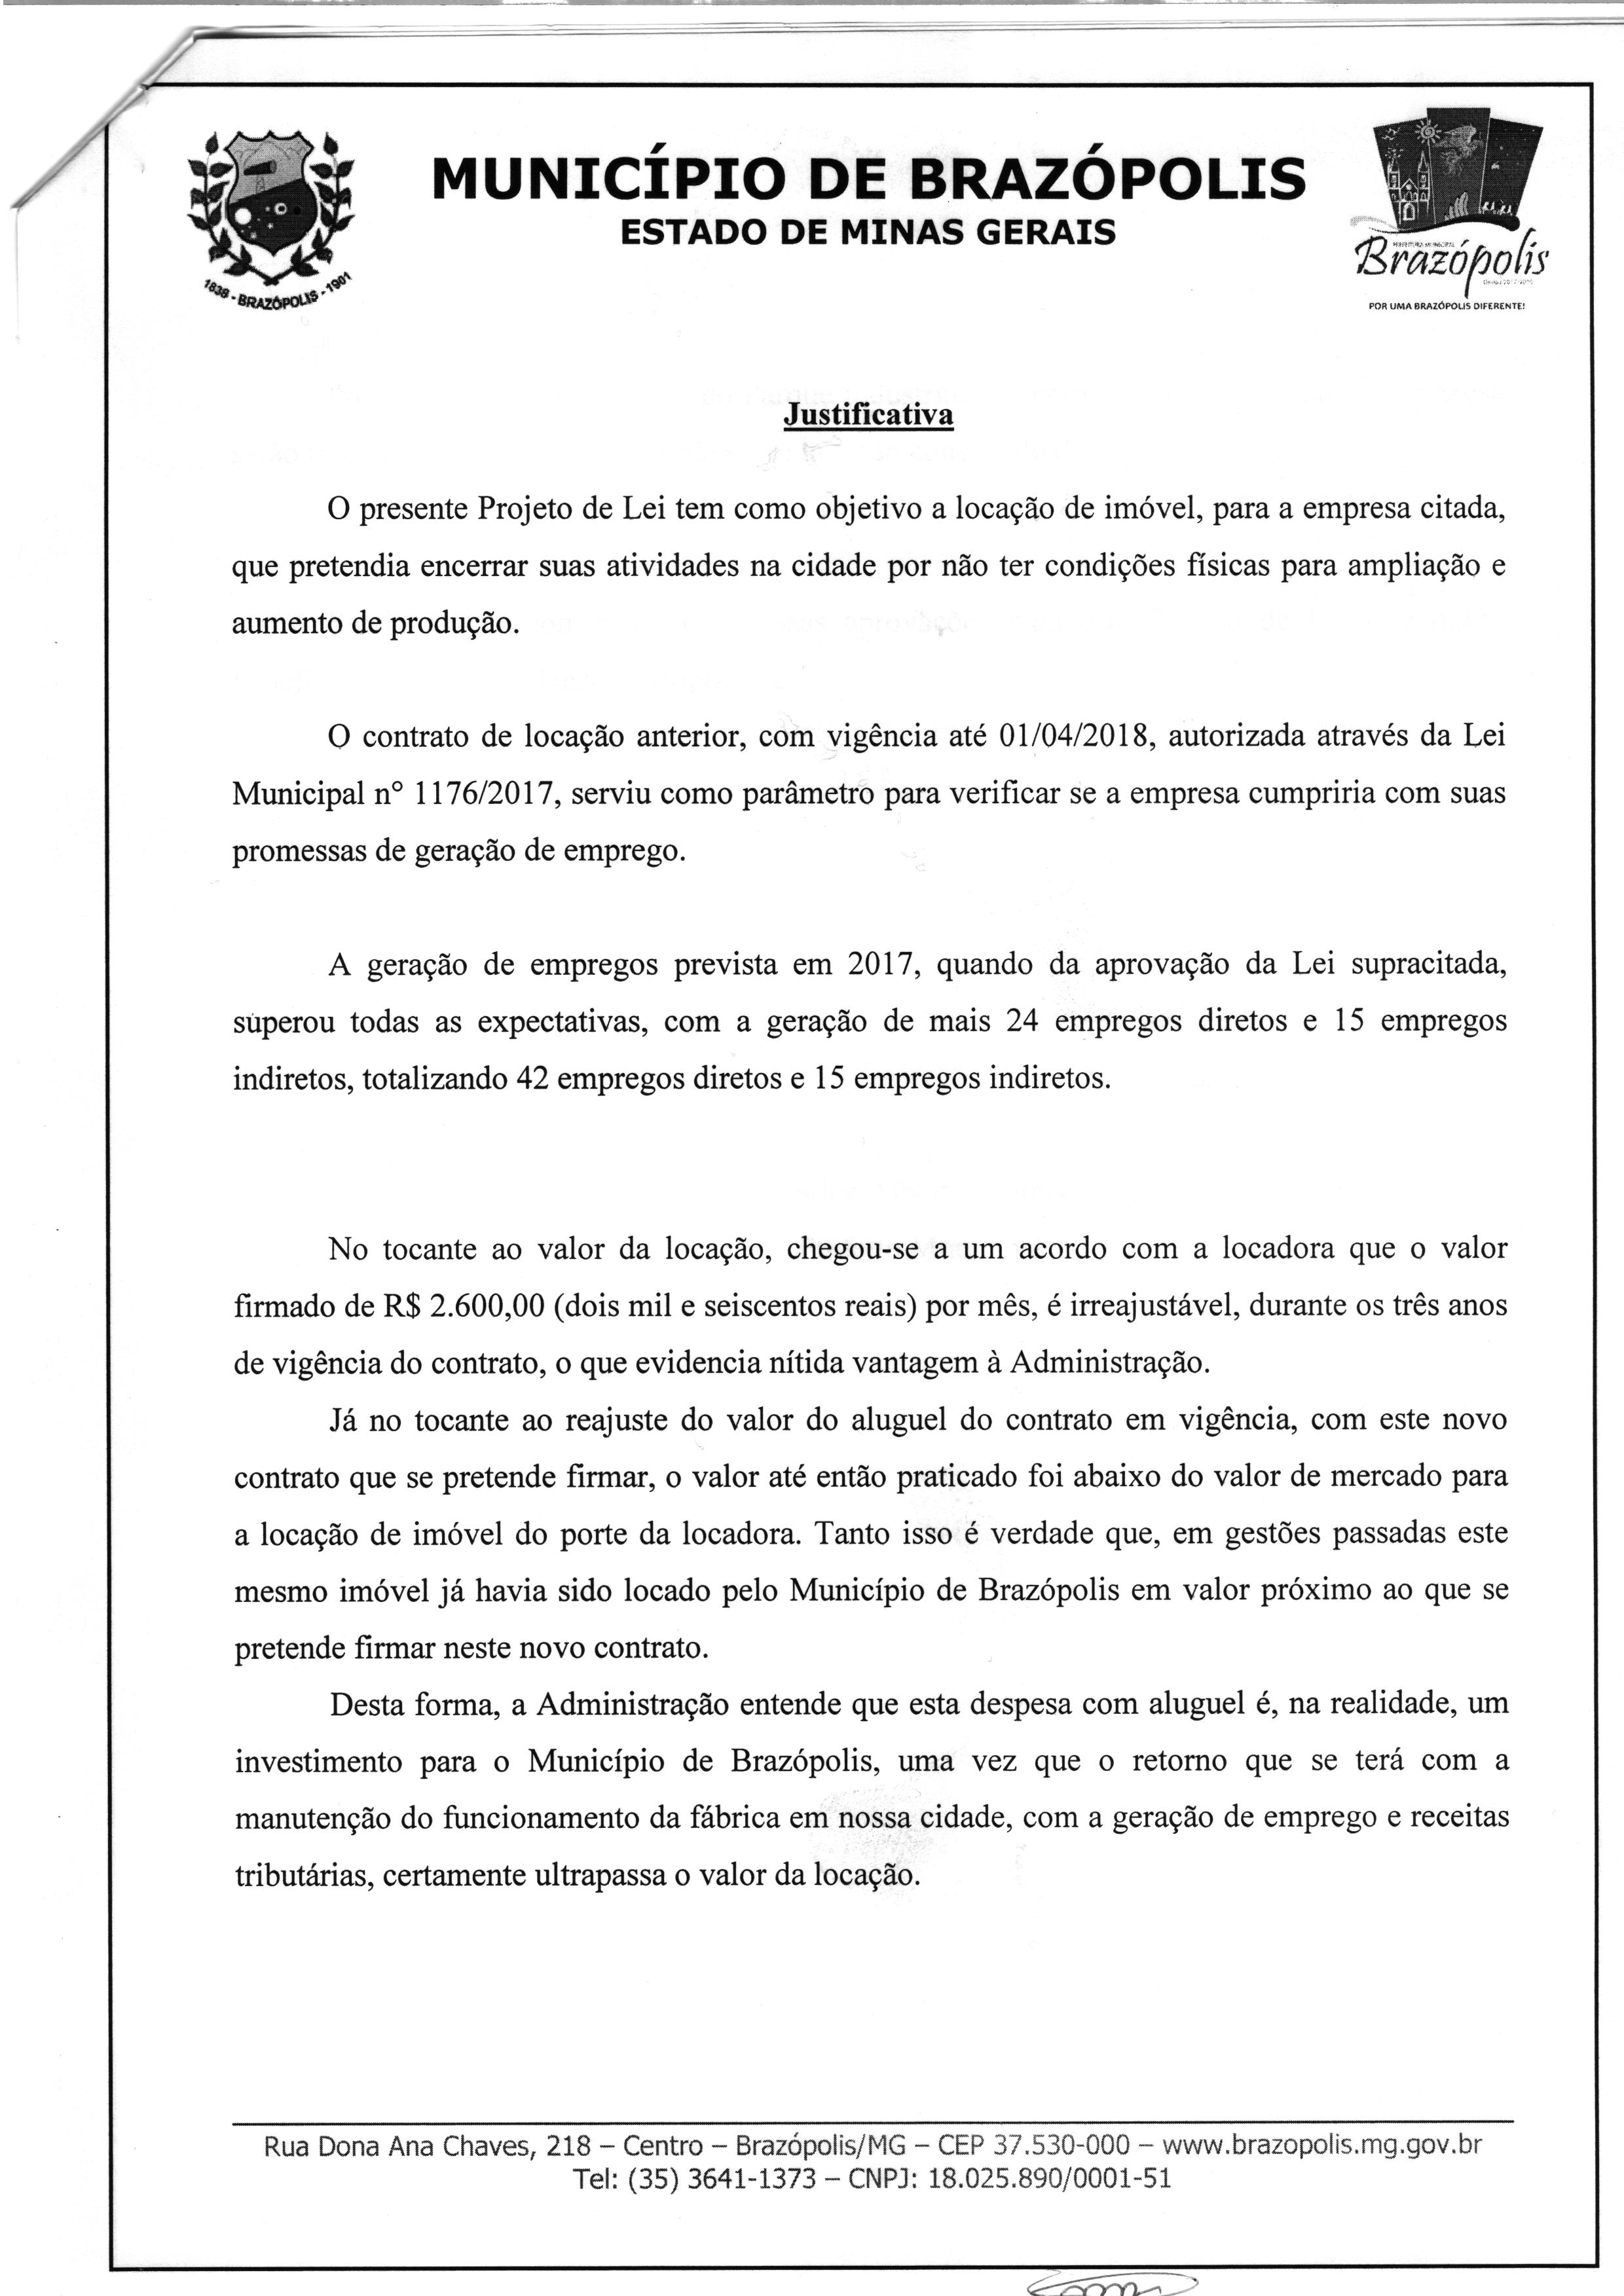 MUNICÍPIO DE BRAZÓPOLIS
ESTADO DE MINAS GERAIS
1838 - BRAZÓPOLIS - 1901
PREFEITURA MUNICIPAL
Brazópolis
POR UMA BRAZÓPOLIS DIFERENTE!
Justificativa
O presente Projeto de Lei tem como objetivo a locação de imóvel, para a empresa citada,
que pretendia encerrar suas atividades na cidade por não ter condições físicas para ampliação e
aumento de produção.
O contrato de locação anterior, com vigência até 01/04/2018, autorizada através da Lei
Municipal nº 1176/2017, serviu como parâmetro para verificar se a empresa cumpriria com suas
promessas de geração de emprego.
A geração de empregos prevista em 2017, quando da aprovação da Lei supracitada,
superou todas as expectativas, com a geração de mais 24 empregos diretos e 15 empregos
indiretos, totalizando 42 empregos diretos e 15 empregos indiretos.
No tocante ao valor da locação, chegou-se a um acordo com a locadora que o valor
firmado de R$ 2.600,00 (dois mil e seiscentos reais) por mês, é irreajustável, durante os três anos
de vigência do contrato, o que evidencia nítida vantagem à Administração.
Já no tocante ao reajuste do valor do aluguel do contrato em vigência, com este novo
contrato que se pretende firmar, o valor até então praticado foi abaixo do valor de mercado para
a locação de imóvel do porte da locadora. Tanto isso é verdade que, em gestões passadas este
mesmo imóvel já havia sido locado pelo Município de Brazópolis em valor próximo ao que se
pretende firmar neste novo contrato.
Desta forma, a Administração entende que esta despesa com aluguel é, na realidade, um
investimento para o Município de Brazópolis, uma vez que o retorno que se terá com a
manutenção do funcionamento da fábrica em nossa cidade, com a geração de emprego e receitas
tributárias, certamente ultrapassa o valor da locação.
Rua Dona Ana Chaves, 218 – Centro – Brazópolis/MG – CEP 37.530-000 – www.brazopolis.mg.gov.br
Tel: (35) 3641-1373 – CNPJ: 18.025.890/0001-51